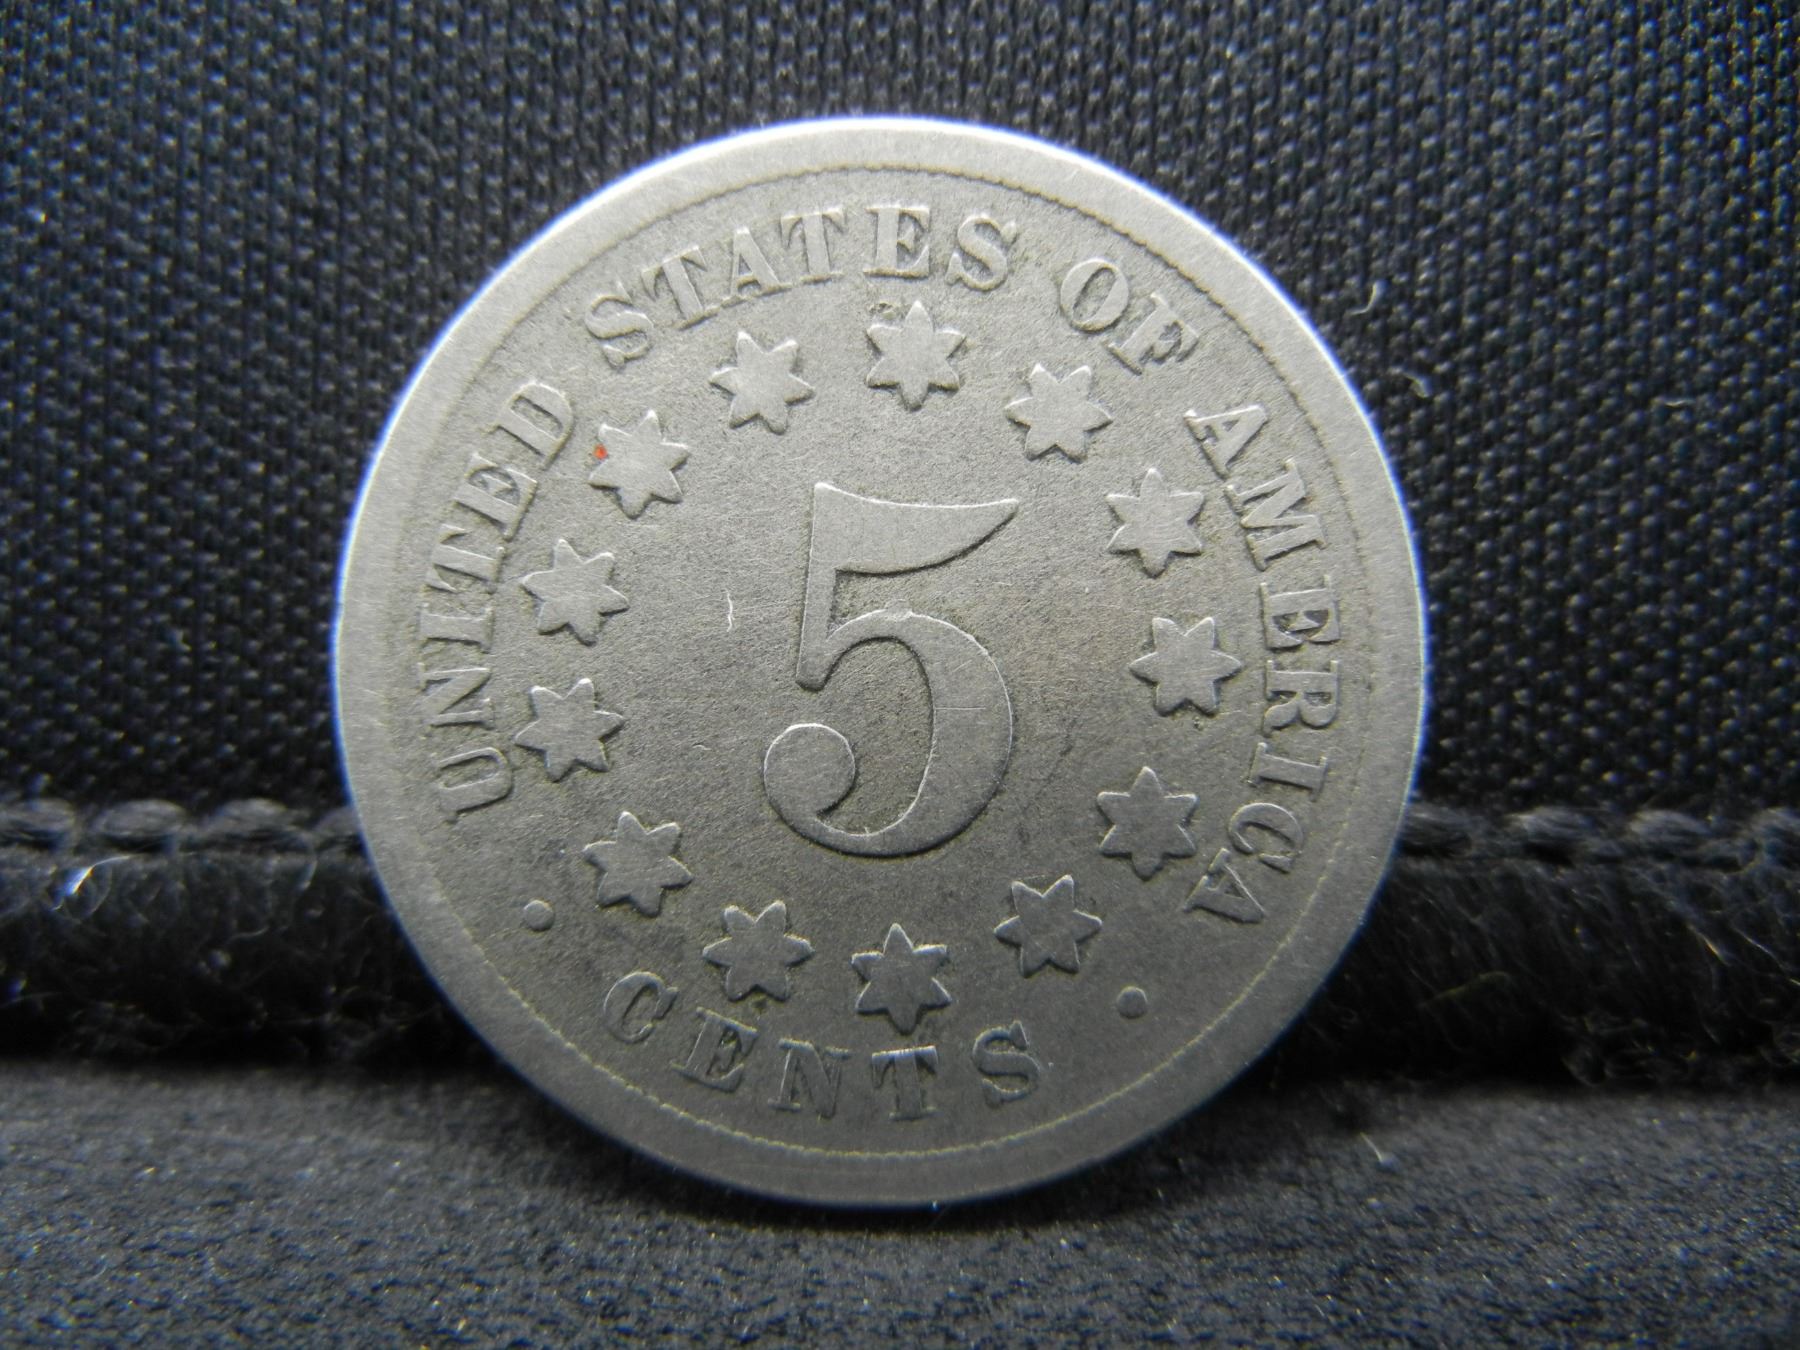 UNITED STATES OF AMERICA
5
CENTS